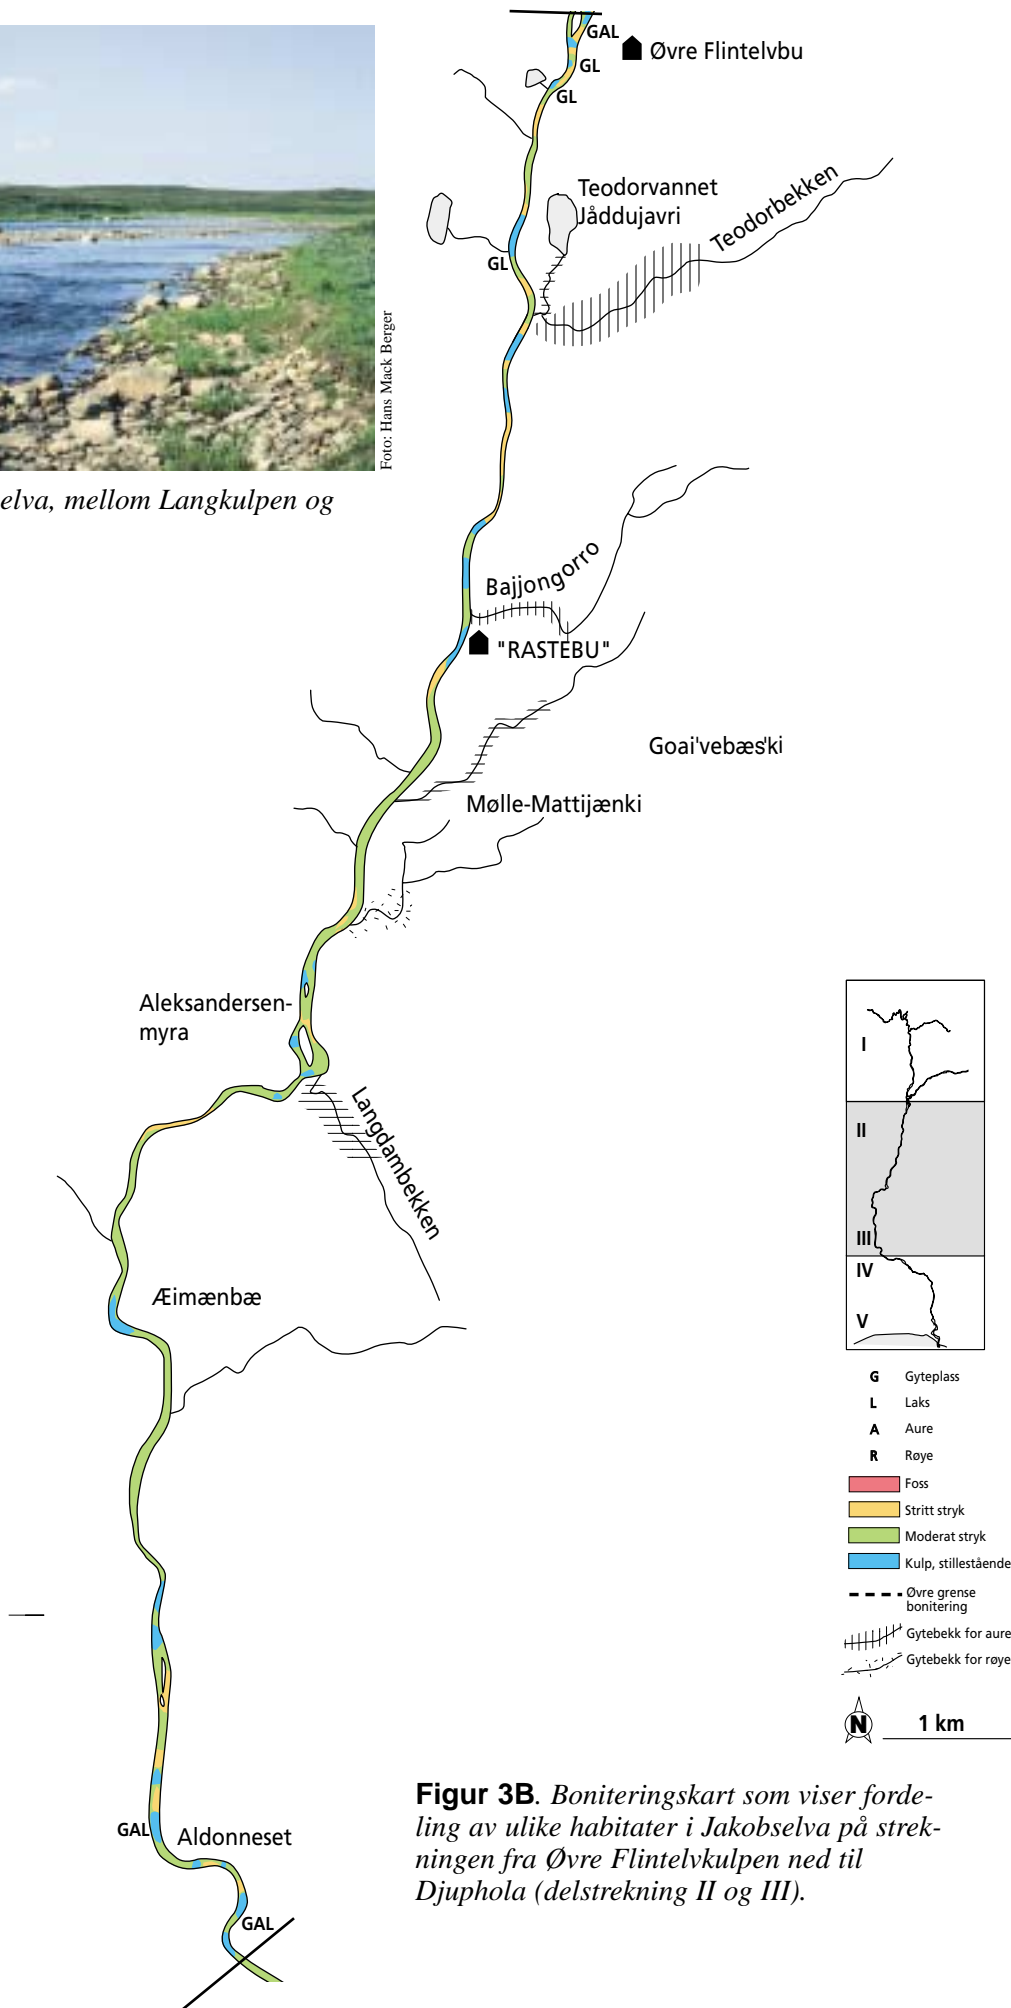 GAL
Øvre Flintelvbu
GL
GL
Teodorvannet
Jåddujavri
Teodorbekken
GL
Foto: Hans Mack Berger
elva, mellom Langkulpen og
Bajjongorro
"RASTEBU"
Goai'vebæs'ki
Mølle-Mattijænki
Aleksandersen-
myra
Langdambekken
Æimænbæ
I
II
III
IV
V
G Gyteplass
L Laks
A Aure
R Røye
Foss
Stritt stryk
Moderat stryk
Kulp, stillestående
Øvre grense
bonitering
Gytebekk for aure
Gytebekk for røye
N 1 km
GAL
Aldonneset
GAL
Figur 3B. Boniteringskart som viser forde-
ling av ulike habitater i Jakobselva på strek-
ningen fra Øvre Flintelvkulpen ned til
Djuphola (delstrekning II og III).